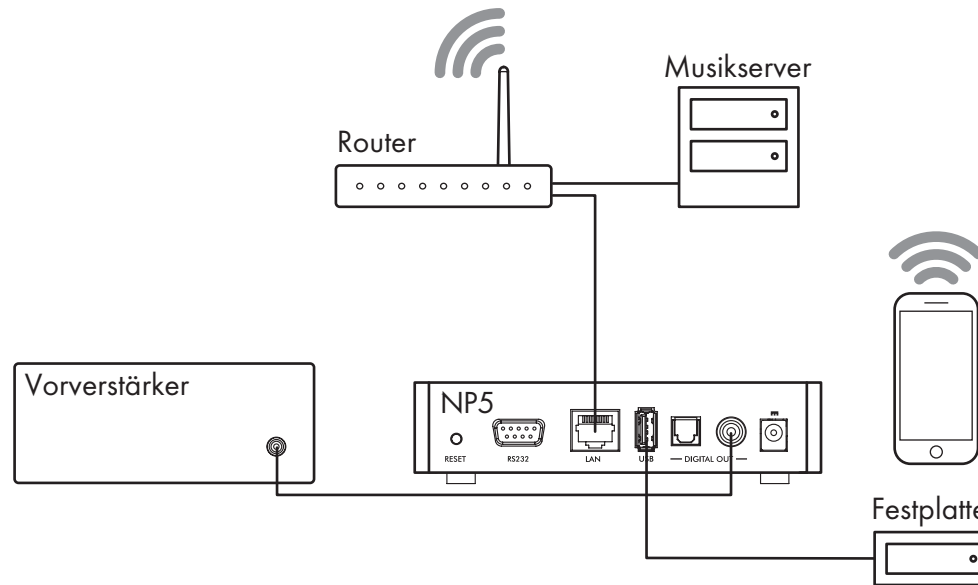 Musikserver
Router
Vorverstärker
NP5
RESET
RS232
LAN
USB
DIGITAL OUT
Festplatte